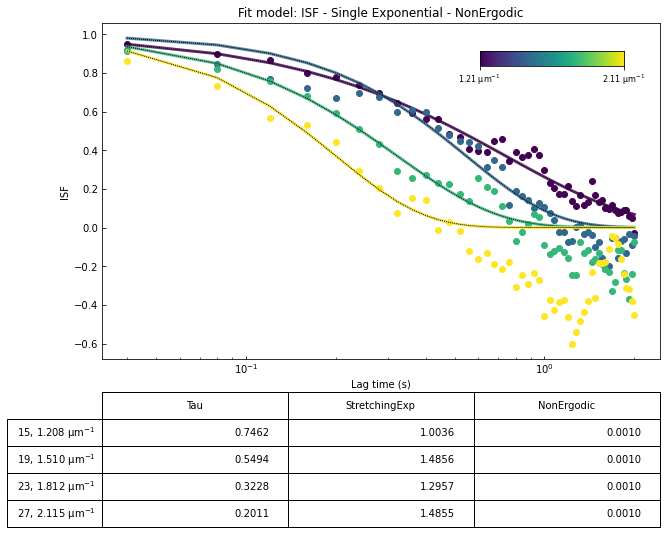 Fit model: ISF - Single Exponential - NonErgodic
1.0
0.8
0.6
0.4
0.2
0.0
−0.2
−0.4
−0.6
ISF
1.21 μm⁻¹ 2.11 μm⁻¹
10⁻¹ 10⁰
Lag time (s)
Tau StretchingExp NonErgodic
15, 1.208 μm⁻¹ 0.7462 1.0036 0.0010
19, 1.510 μm⁻¹ 0.5494 1.4856 0.0010
23, 1.812 μm⁻¹ 0.3228 1.2957 0.0010
27, 2.115 μm⁻¹ 0.2011 1.4855 0.0010